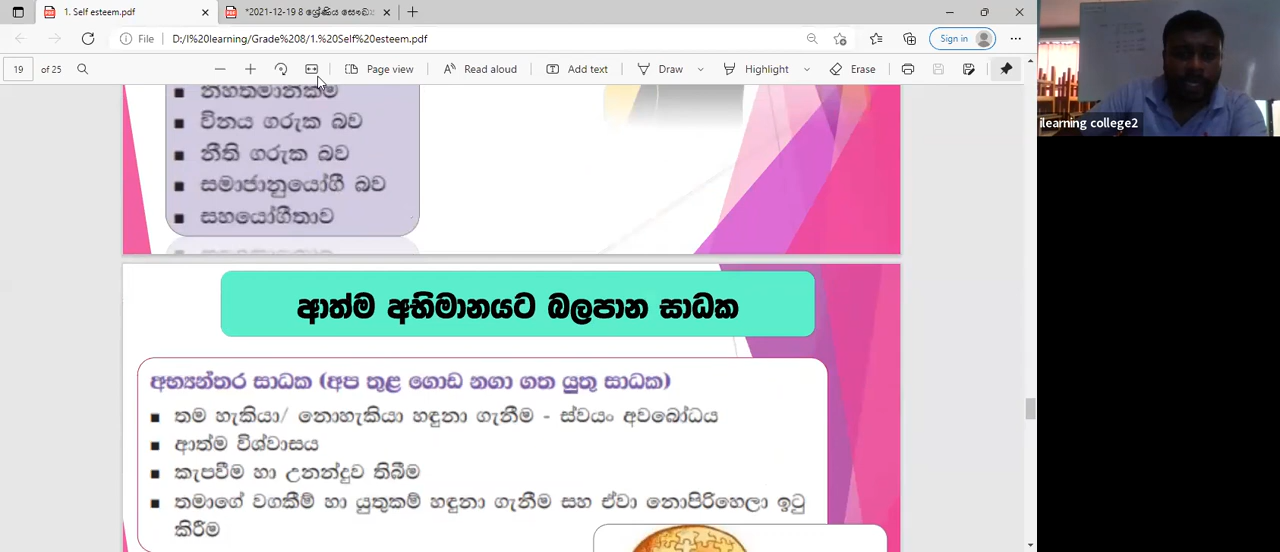 1. Self esteem.pdf
*2021-12-19 8 ශ්‍රේණිය සෞඛ්‍ය
File D:/I%20learning/Grade%208/1.%20Self%20esteem.pdf
Sign in
19 of 25
Page view
Read aloud
Add text
Draw
Highlight
Erase
ilearning college2
නිහතමානිකම
විනය ගරුක බව
නීති ගරුක බව
සමාජානුයෝගී බව
සහයෝගීතාව
ආත්ම අභිමානයට බලපාන සාධක
අභ්‍යන්තර සාධක (අප තුළ ගොඩ නගා ගත යුතු සාධක)
තම හැකියා/ නොහැකියා හඳුනා ගැනීම - ස්වයං අවබෝධය
ආත්ම විශ්වාසය
කැපවීම හා උනන්දුව තිබීම
තමාගේ වගකීම් හා යුතුකම් හඳුනා ගැනීම සහ ඒවා නොපිරිහෙලා ඉටු
කිරීම